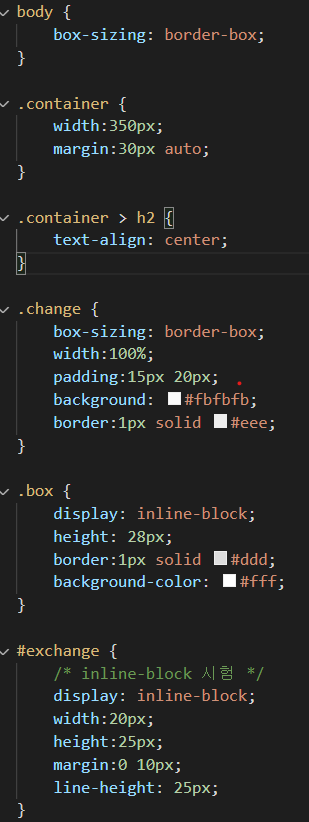 body {
box-sizing: border-box;
}
.container {
width:350px;
margin:30px auto;
}
.container > h2 {
text-align: center;
}
.change {
box-sizing: border-box;
width:100%;
padding:15px 20px;
background: #fbfbfb;
border:1px solid #eee;
}
.box {
display: inline-block;
height: 28px;
border:1px solid #ddd;
background-color: #fff;
}
#exchange {
/* inline-block 시험 */
display: inline-block;
width:20px;
height:25px;
margin:0 10px;
line-height: 25px;
}